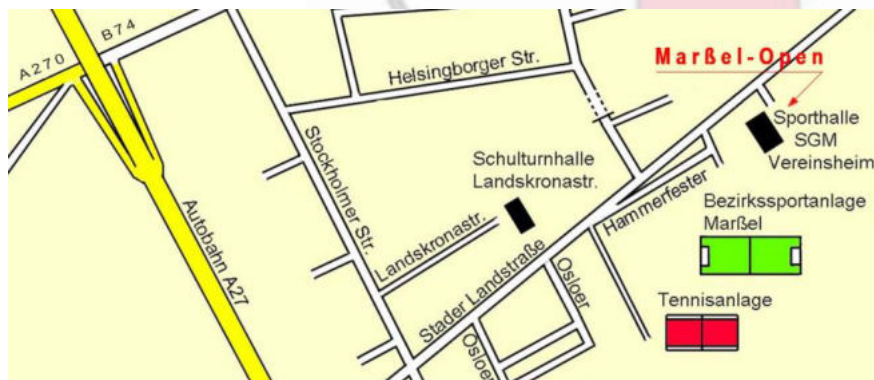 B74
A270
Helsingborger Str.
Marßel-Open
Sporthalle
SGM
Vereinsheim
Schulturnhalle
Landskronastr.
Stockholmer Str.
Autobahn A27
Landskronastr.
Hammerfester
Bezirkssportanlage
Marßel
Stader Landstraße
Osloer
Osloer
Tennisanlage